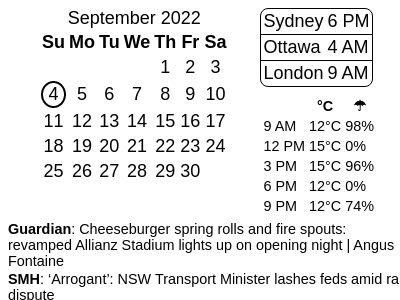 September 2022
Su Mo Tu We Th Fr Sa
1 2 3
4 5 6 7 8 9 10
11 12 13 14 15 16 17
18 19 20 21 22 23 24
25 26 27 28 29 30
Sydney 6 PM
Ottawa 4 AM
London 9 AM
°C ☂
9 AM 12°C 98%
12 PM 15°C 0%
3 PM 15°C 96%
6 PM 12°C 0%
9 PM 12°C 74%
Guardian: Cheeseburger spring rolls and fire spouts:
revamped Allianz Stadium lights up on opening night | Angus
Fontaine
SMH: ‘Arrogant’: NSW Transport Minister lashes feds amid ra
dispute